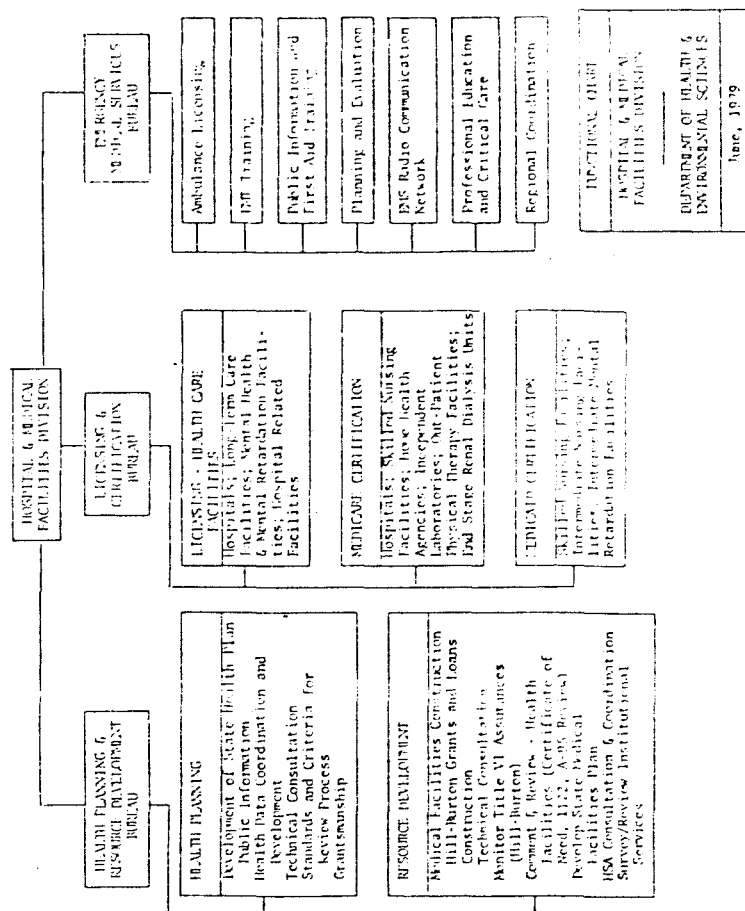 HOSPITAL & MEDICAL
FACILITIES DIVISION
HEALTH PLANNING &
RESOURCE DEVELOPMENT
BUREAU
HEALTH PLANNING
Development of State Health Plan
Public Information
Health Data Coordination and
Development
Technical Consultation
Standards and Criteria for
Review Process
Grantsmanship
RESOURCE DEVELOPMENT
Medical Facilities Construction
Hill-Burton Grants and Loans
Construction
Technical Consultation
Monitor Title VI Assurances
(Hill-Burton)
Comment & Review - Health
Facilities (Certificate of
Need, 1122, A-95 Review)
Develop State Medical
Facilities Plan
HSA Consultation & Coordination
Survey/Review Institutional
Services
LICENSING &
CERTIFICATION
BUREAU
LICENSING - HEALTH CARE
FACILITIES
Hospitals; Long-Term Care
Facilities; Mental Health
& Mental Retardation Facili-
ties; Hospital Related
Facilities
MEDICARE CERTIFICATION
Hospitals; Skilled Nursing
Facilities; Home Health
Agencies; Independent
Laboratories; Out-Patient
Physical Therapy Facilities;
End Stage Renal Dialysis Units
MEDICAID CERTIFICATION
Skilled Nursing Facilities;
Intermediate Nursing Faci-
lities, Intermediate Mental
Retardation Facilities
EMERGENCY
MEDICAL SERVICES
BUREAU
Ambulance Licensing
EMT Training
Public Information and
First Aid Training
Planning and Evaluation
EMS Radio Communication
Network
Professional Education
and Critical Care
Regional Coordination
FUNCTIONAL CHART
HOSPITAL & MEDICAL
FACILITIES DIVISION
DEPARTMENT OF HEALTH &
ENVIRONMENTAL SCIENCES
June, 1979